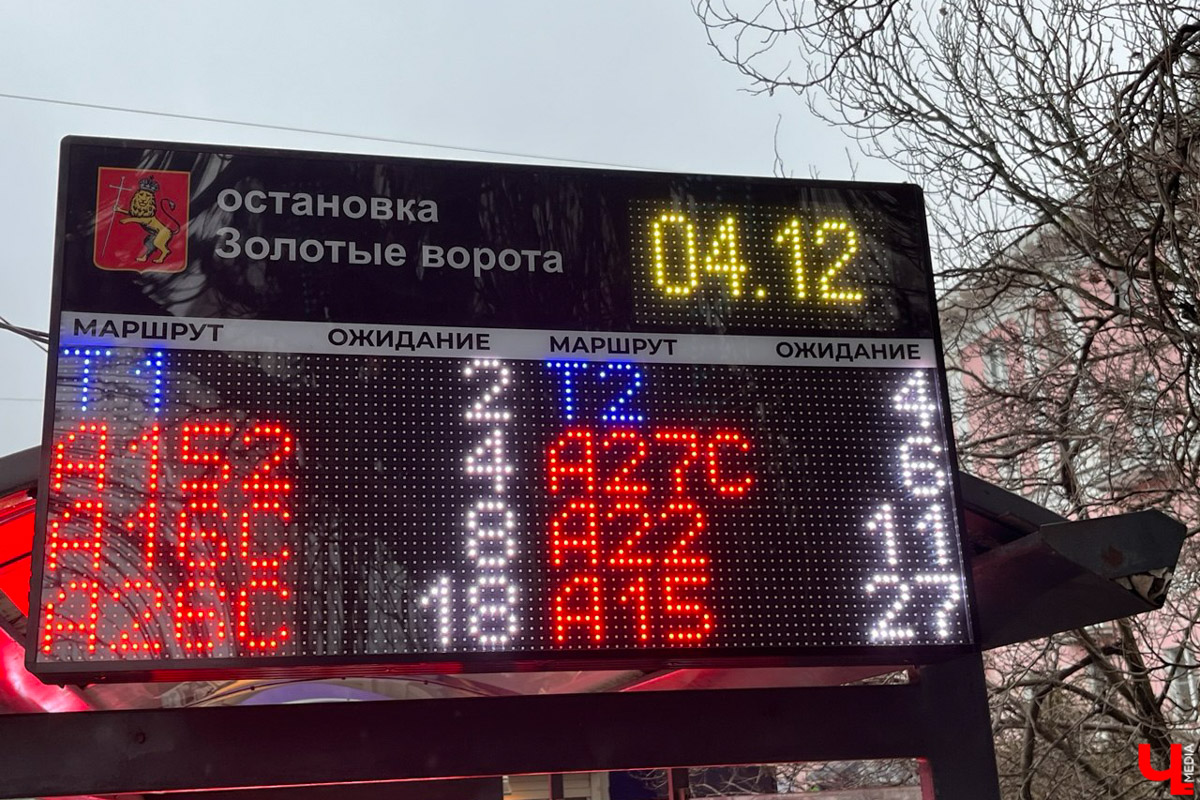 остановка
Золотые ворота
04.12
МАРШРУТ ОЖИДАНИЕ МАРШРУТ ОЖИДАНИЕ
Т1 2 Т2 4
А152 4 А27С 6
А16С 8 А22 11
А26С 18 А15 27
Ч MEDIA